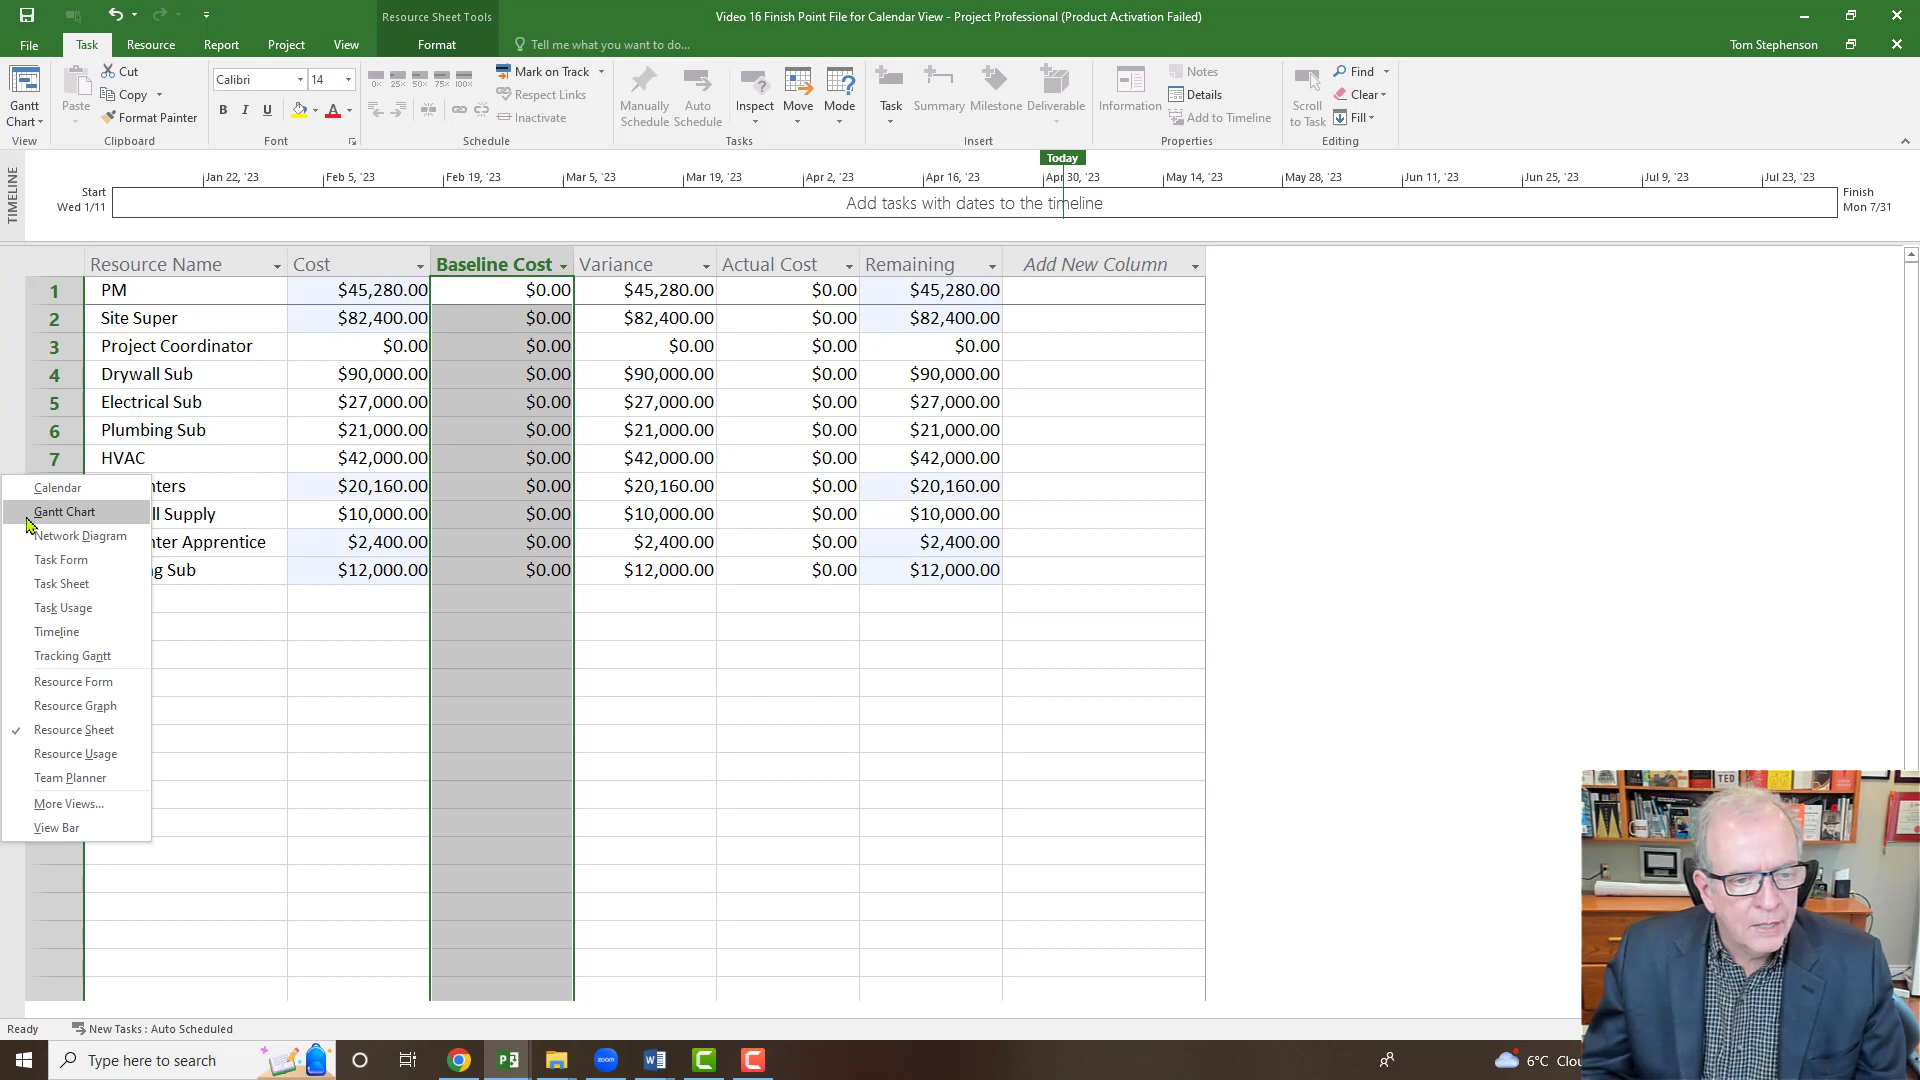 Resource Sheet Tools
Video 16 Finish Point File for Calendar View - Project Professional (Product Activation Failed)
File
Task
Resource
Report
Project
View
Format
Tell me what you want to do...
Tom Stephenson
Gantt Chart
View
Paste
Cut
Copy
Format Painter
Clipboard
Calibri
14
B I U
Font
0% 25% 50% 75% 100%
Mark on Track
Respect Links
Inactivate
Schedule
Manually Schedule
Auto Schedule
Inspect
Move
Mode
Tasks
Task
Summary
Milestone
Deliverable
Insert
Information
Notes
Details
Add to Timeline
Properties
Scroll to Task
Find
Clear
Fill
Editing
TIMELINE
Today
Jan 22, '23 Feb 5, '23 Feb 19, '23 Mar 5, '23 Mar 19, '23 Apr 2, '23 Apr 16, '23 Apr 30, '23 May 14, '23 May 28, '23 Jun 11, '23 Jun 25, '23 Jul 9, '23 Jul 23, '23
Start
Wed 1/11
Add tasks with dates to the timeline
Finish
Mon 7/31
Resource Name Cost Baseline Cost Variance Actual Cost Remaining Add New Column
1 PM $45,280.00 $0.00 $45,280.00 $0.00 $45,280.00
2 Site Super $82,400.00 $0.00 $82,400.00 $0.00 $82,400.00
3 Project Coordinator $0.00 $0.00 $0.00 $0.00 $0.00
4 Drywall Sub $90,000.00 $0.00 $90,000.00 $0.00 $90,000.00
5 Electrical Sub $27,000.00 $0.00 $27,000.00 $0.00 $27,000.00
6 Plumbing Sub $21,000.00 $0.00 $21,000.00 $0.00 $21,000.00
7 HVAC $42,000.00 $0.00 $42,000.00 $0.00 $42,000.00
nters $20,160.00 $0.00 $20,160.00 $0.00 $20,160.00
ll Supply $10,000.00 $0.00 $10,000.00 $0.00 $10,000.00
nter Apprentice $2,400.00 $0.00 $2,400.00 $0.00 $2,400.00
g Sub $12,000.00 $0.00 $12,000.00 $0.00 $12,000.00
Calendar
Gantt Chart
Network Diagram
Task Form
Task Sheet
Task Usage
Timeline
Tracking Gantt
Resource Form
Resource Graph
Resource Sheet
Resource Usage
Team Planner
More Views...
View Bar
TED
Ready
New Tasks : Auto Scheduled
Type here to search
zoom
6°C Clou